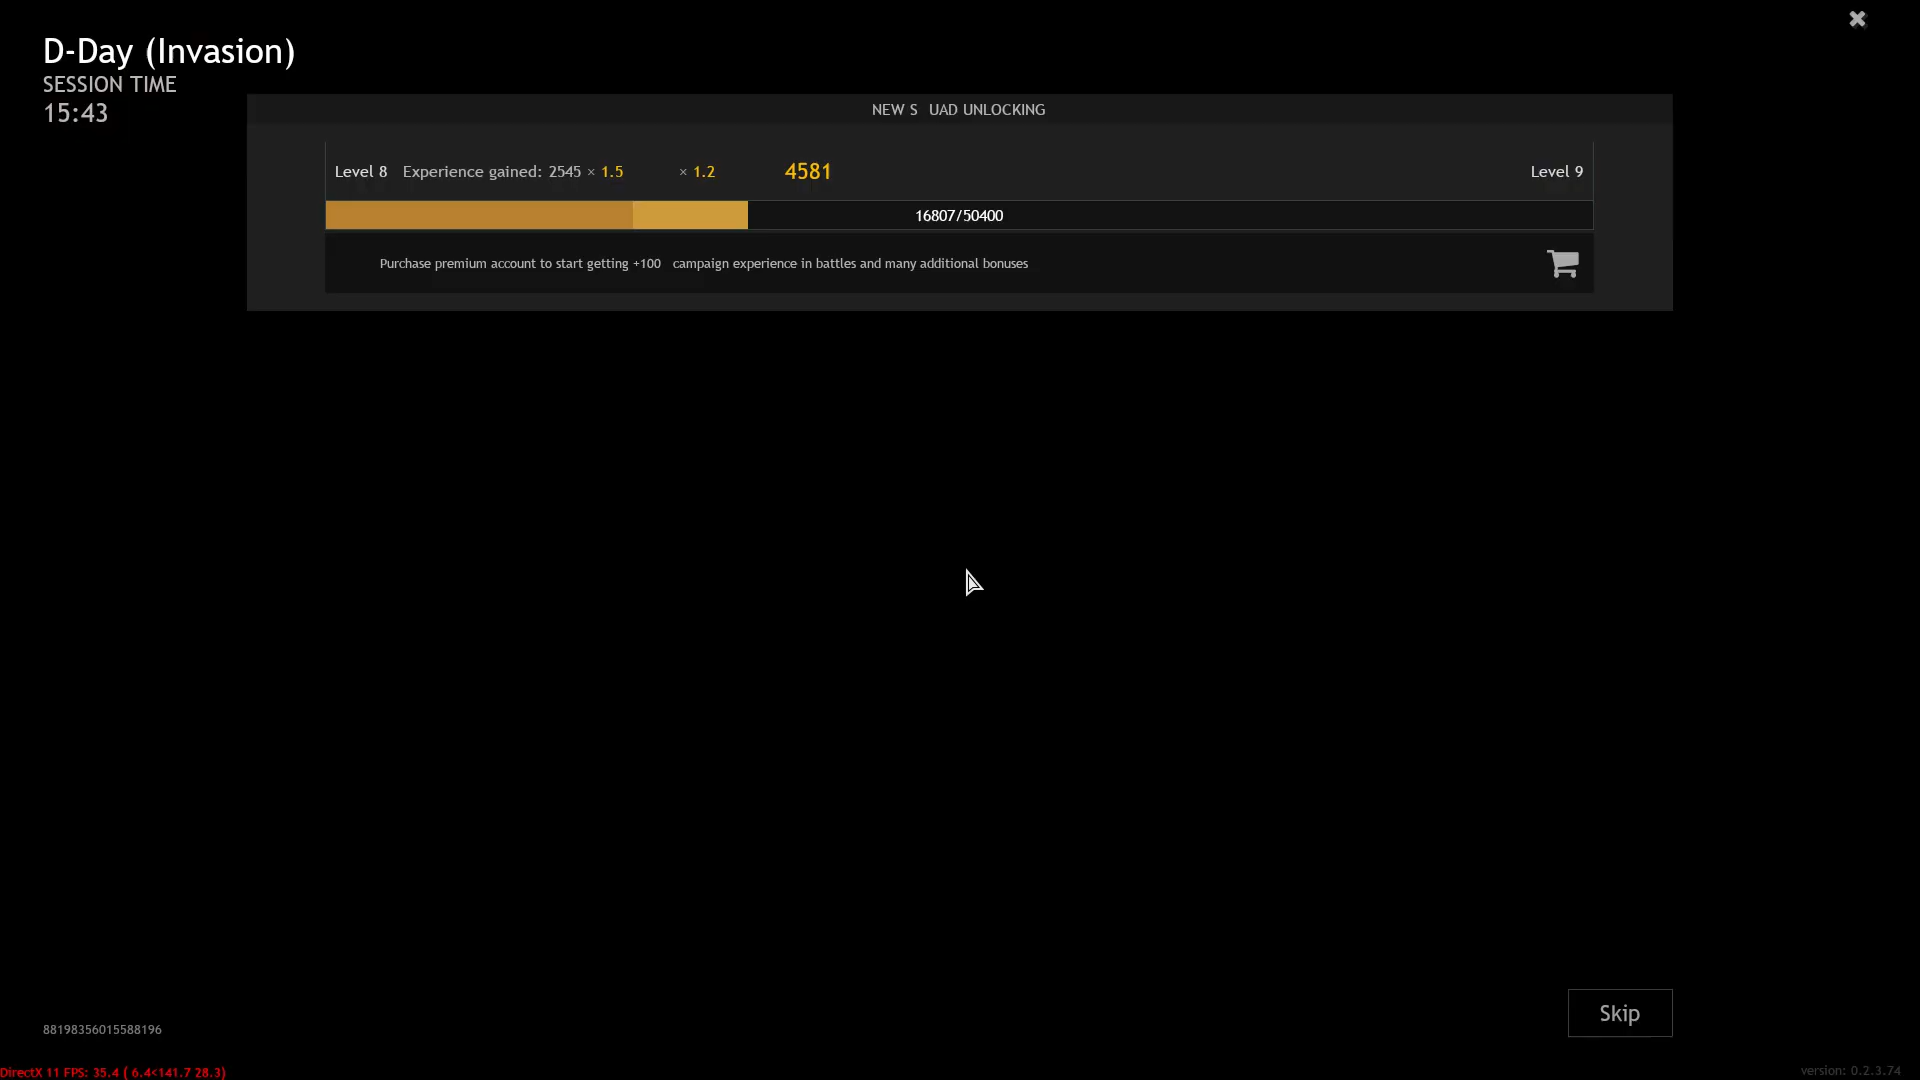 D-Day (Invasion)
SESSION TIME
15:43
NEW S UAD UNLOCKING
Level 8 Experience gained: 2545 × 1.5 × 1.2 4581 Level 9
16807/50400
Purchase premium account to start getting +100 campaign experience in battles and many additional bonuses
Skip
88198356015588196
DirectX 11 FPS: 35.4 ( 6.4<141.7 28.3)
version: 0.2.3.74